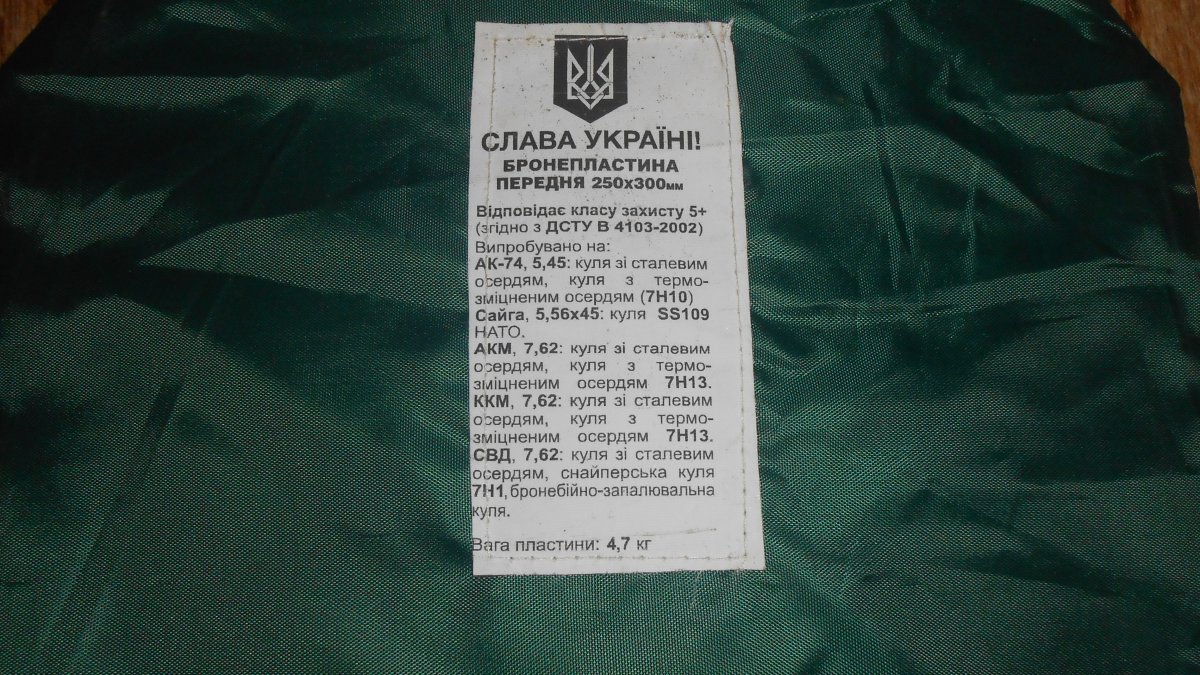 СЛАВА УКРАЇНІ!
БРОНЕПЛАСТИНА
ПЕРЕДНЯ 250х300мм
Відповідає класу захисту 5+
(згідно з ДСТУ В 4103-2002)
Випробувано на:
АК-74, 5,45: куля зі сталевим
осердям, куля з термо-
зміцненим осердям (7Н10)
Сайга, 5,56х45: куля SS109
НАТО.
АКМ, 7,62: куля зі сталевим
осердям, куля з термо-
зміцненим осердям 7Н13.
ККМ, 7,62: куля зі сталевим
осердям, куля з термо-
зміцненим осердям 7Н13.
СВД, 7,62: куля зі сталевим
осердям, снайперська куля
7Н1, бронебійно-запалювальна
куля.
Вага пластини: 4,7 кг